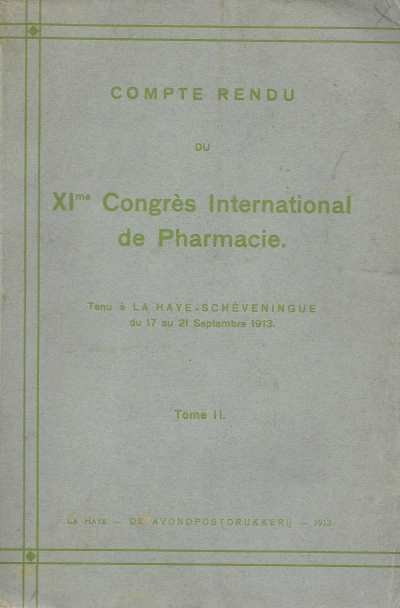 COMPTE RENDU
DU
XIme Congrès International
de Pharmacie.
Tenu à LA HAYE-SCHÉVENINGUE
du 17 au 21 Septembre 1913.
Tome II.
LA HAYE — DE AVONDPOSTDRUKKERIJ — 1913